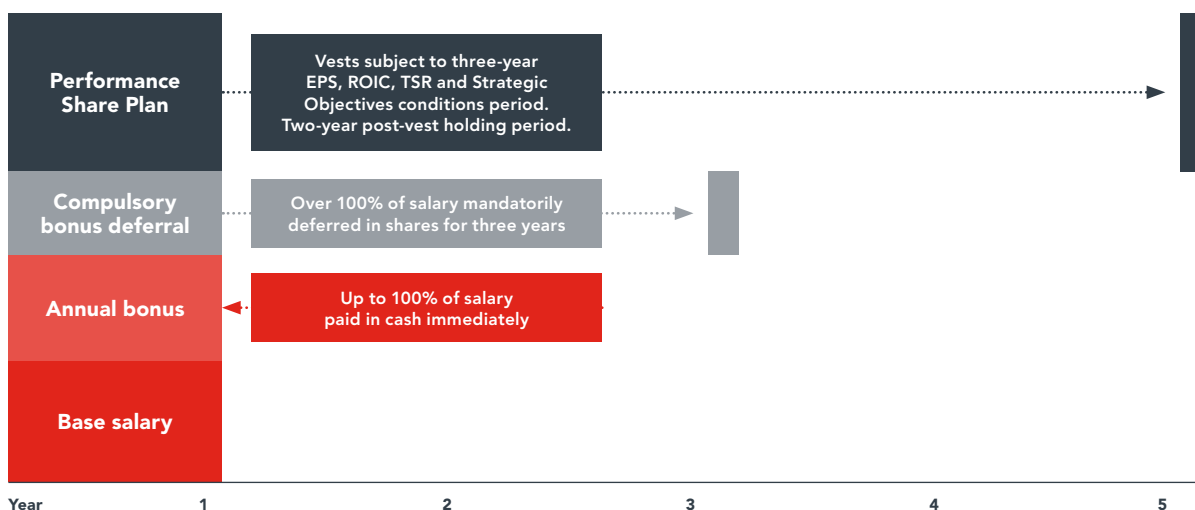 Performance
Share Plan
Vests subject to three-year
EPS, ROIC, TSR and Strategic
Objectives conditions period.
Two-year post-vest holding period.
Compulsory
bonus deferral
Over 100% of salary mandatorily
deferred in shares for three years
Annual bonus
Up to 100% of salary
paid in cash immediately
Base salary
Year 1 2 3 4 5